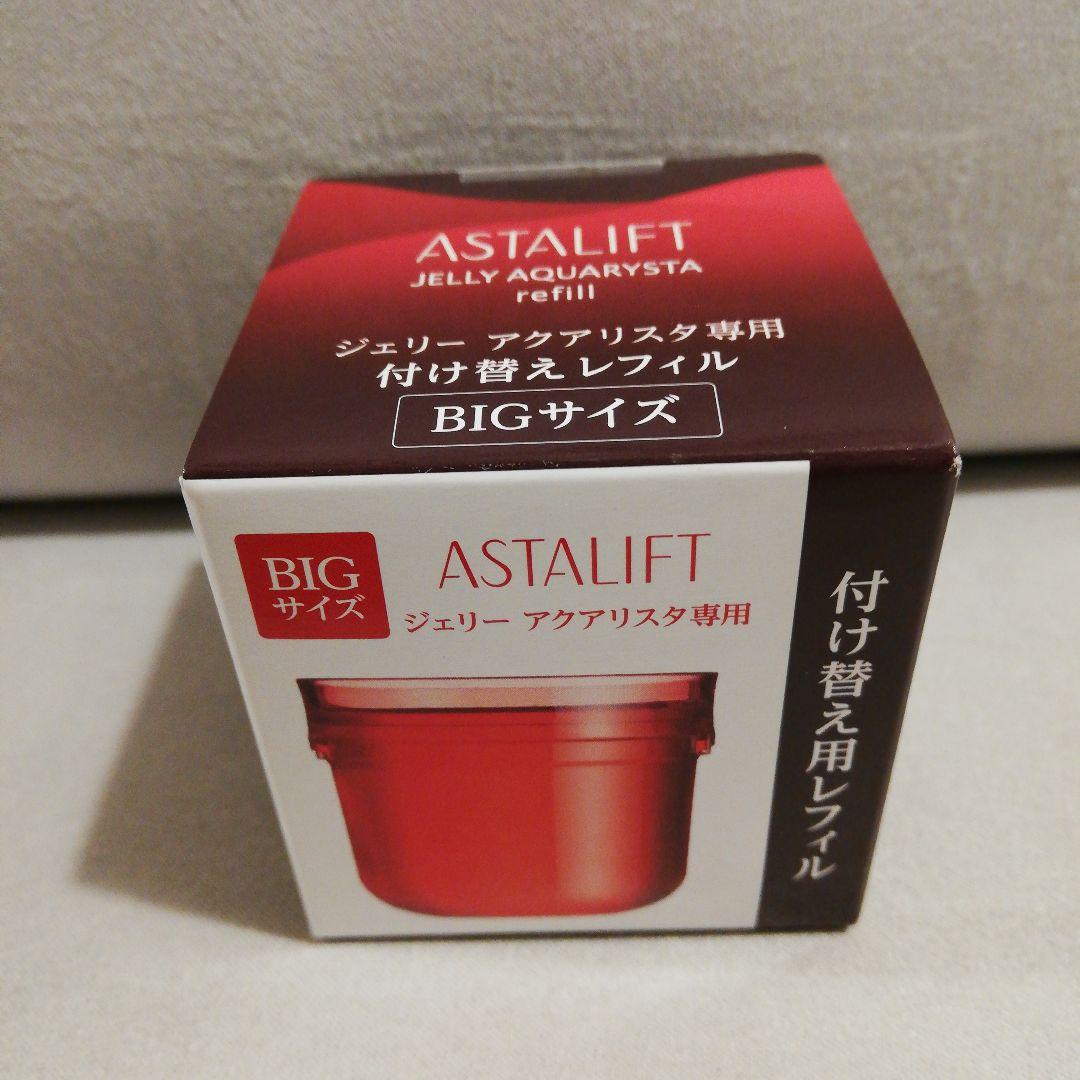 ASTALIFT
JELLY AQUARYSTA
refill
ジェリー アクアリスタ専用
付け替えレフィル
BIGサイズ
BIG
サイズ
ASTALIFT
ジェリー アクアリスタ専用
付け替え用レフィル